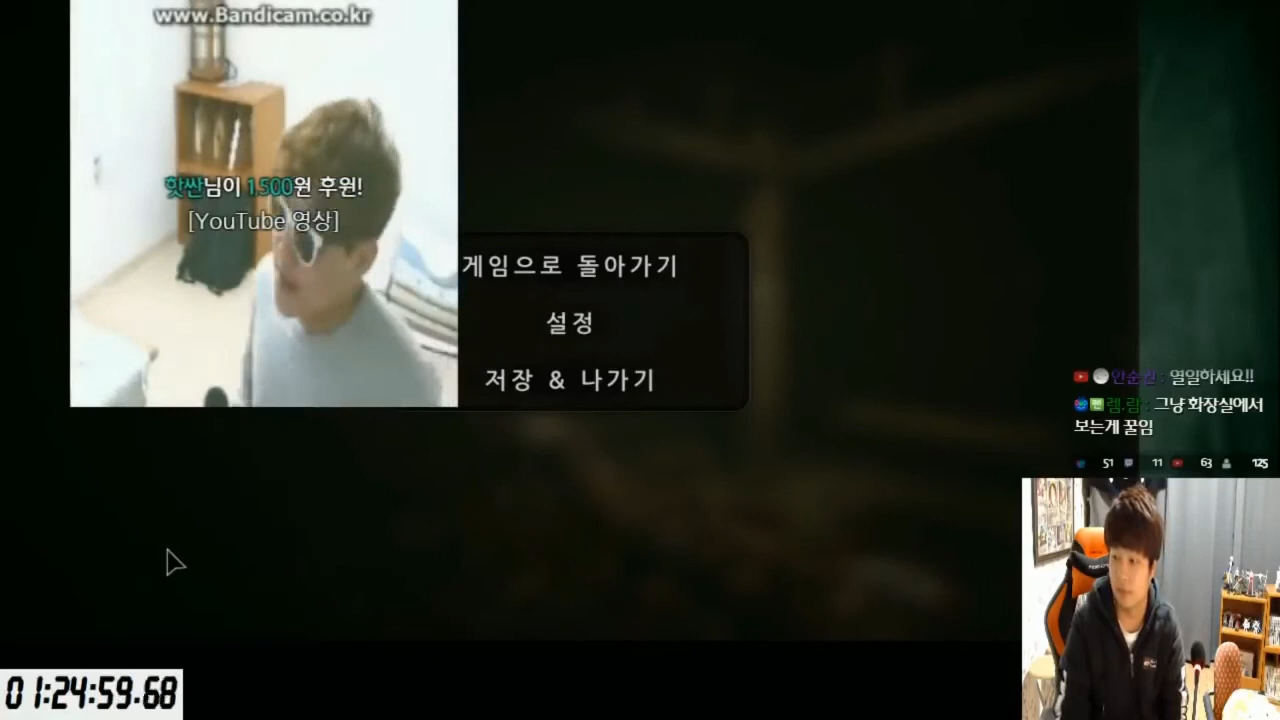 www.Bandicam.co.kr
핫싼님이 1,500원 후원!
[YouTube 영상]
게임으로 돌아가기
설정
저장 & 나가기
안순권 : 열일하세요!!
렘.람 : 그냥 화장실에서
보는게 꿀임
51 11 63 125
01:24:59.68